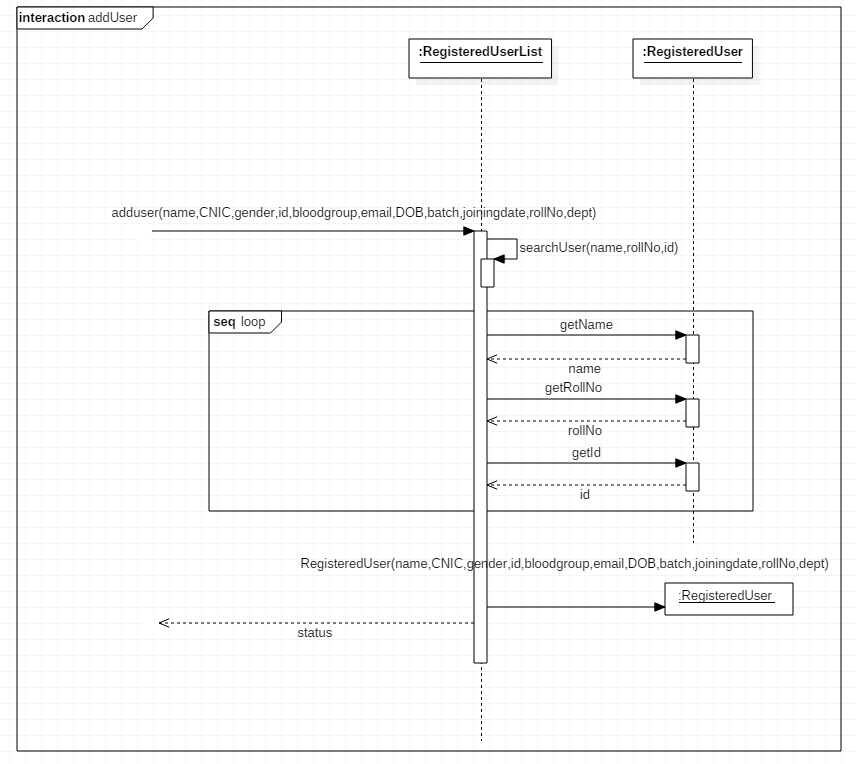 interaction addUser
:RegisteredUserList
:RegisteredUser
adduser(name,CNIC,gender,id,bloodgroup,email,DOB,batch,joiningdate,rollNo,dept)
searchUser(name,rollNo,id)
seq loop
getName
name
getRollNo
rollNo
getId
id
RegisteredUser(name,CNIC,gender,id,bloodgroup,email,DOB,batch,joiningdate,rollNo,dept)
:RegisteredUser
status